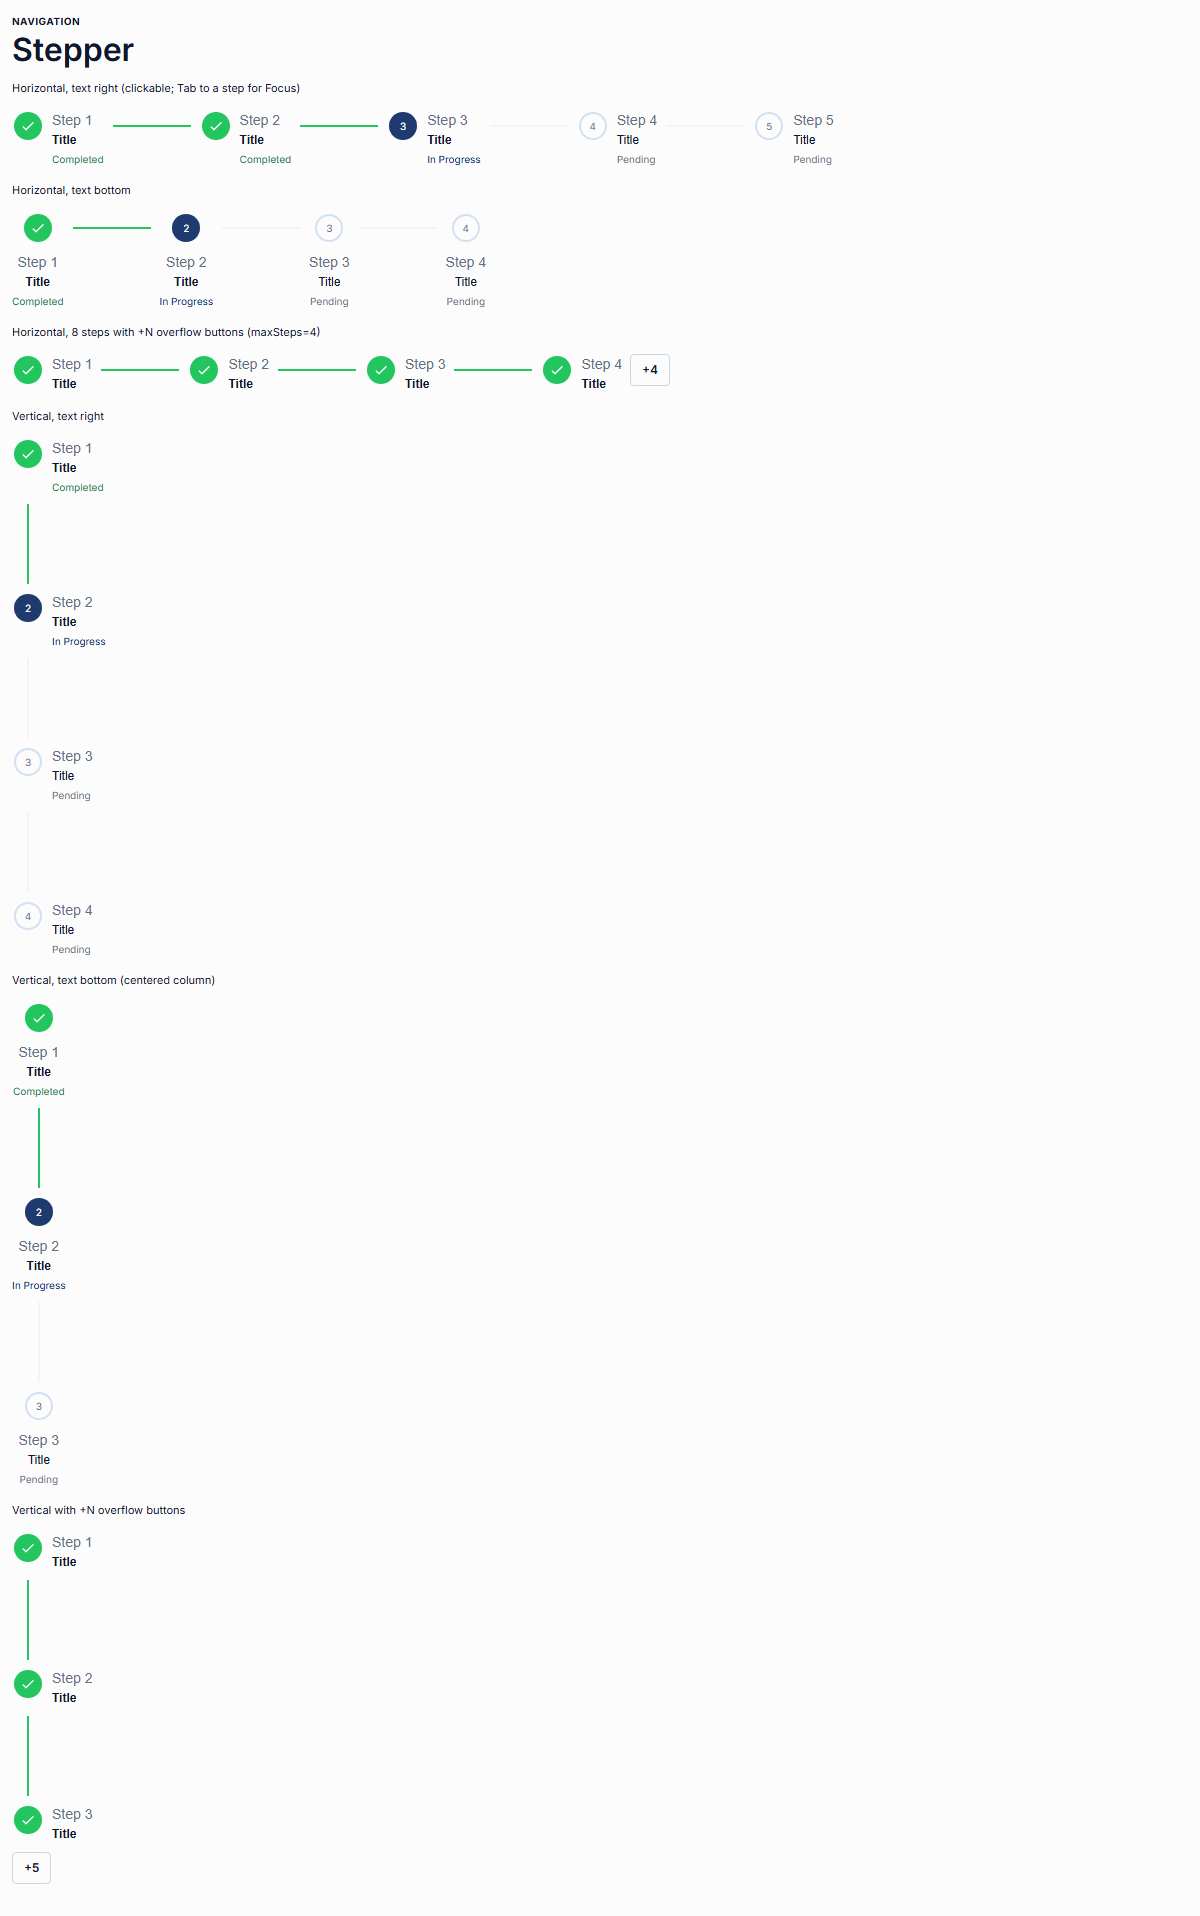 NAVIGATION
Stepper
Horizontal, text right (clickable; Tab to a step for Focus)
Step 1 Step 2 3 Step 3 4 Step 4 5 Step 5
Title Title Title Title Title
Completed Completed In Progress Pending Pending
Horizontal, text bottom
2 3 4
Step 1 Step 2 Step 3 Step 4
Title Title Title Title
Completed In Progress Pending Pending
Horizontal, 8 steps with +N overflow buttons (maxSteps=4)
Step 1 Step 2 Step 3 Step 4 +4
Title Title Title Title
Vertical, text right
Step 1
Title
Completed
2 Step 2
Title
In Progress
3 Step 3
Title
Pending
4 Step 4
Title
Pending
Vertical, text bottom (centered column)
Step 1
Title
Completed
2
Step 2
Title
In Progress
3
Step 3
Title
Pending
Vertical with +N overflow buttons
Step 1
Title
Step 2
Title
Step 3
Title
+5